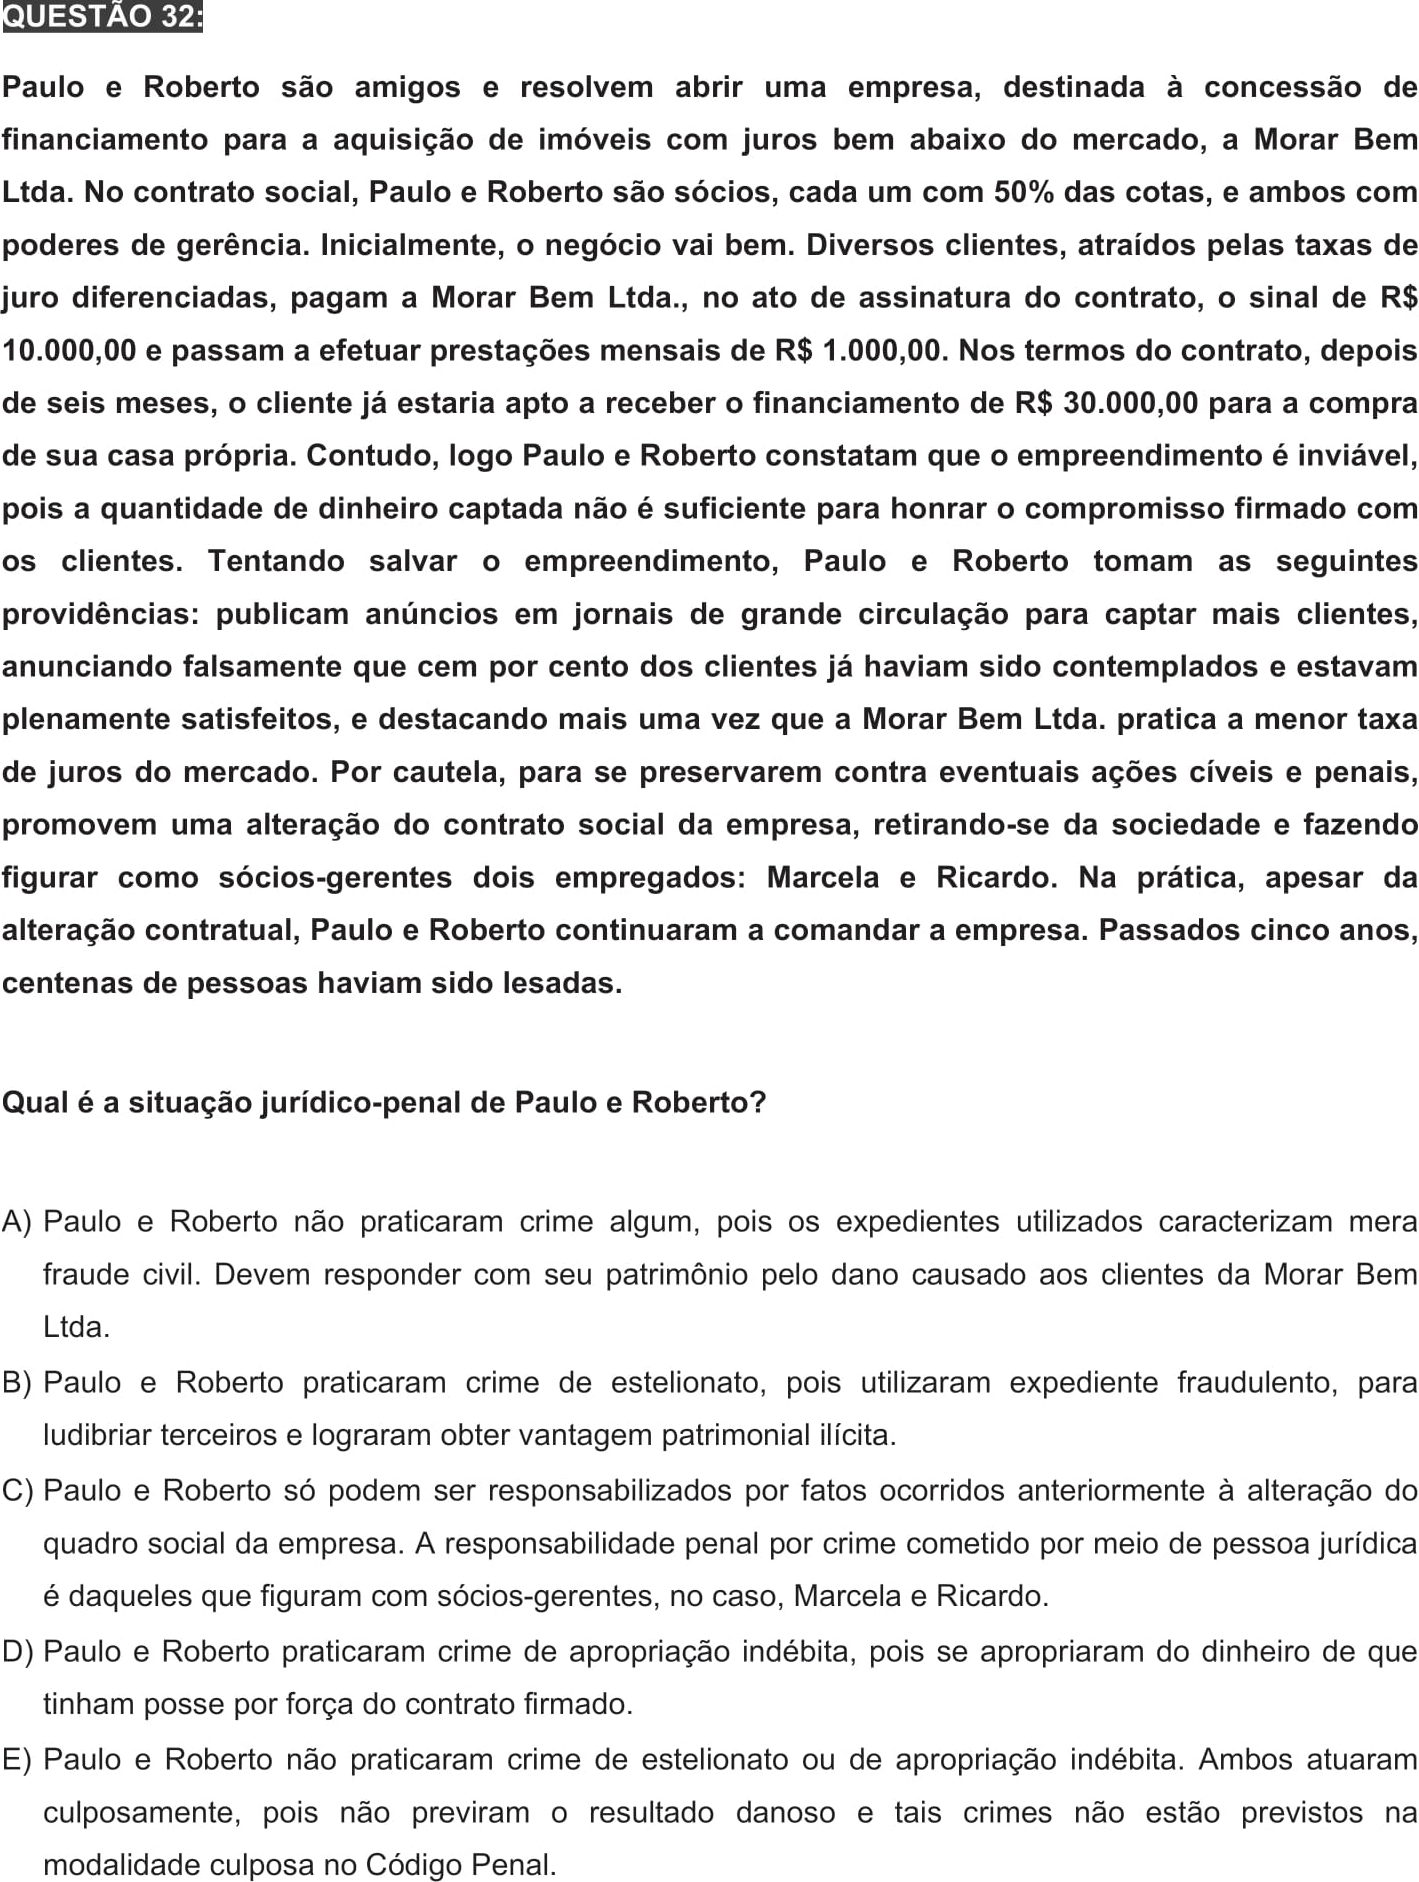 QUESTÃO 32:
Paulo e Roberto são amigos e resolvem abrir uma empresa, destinada à concessão de
financiamento para a aquisição de imóveis com juros bem abaixo do mercado, a Morar Bem
Ltda. No contrato social, Paulo e Roberto são sócios, cada um com 50% das cotas, e ambos com
poderes de gerência. Inicialmente, o negócio vai bem. Diversos clientes, atraídos pelas taxas de
juro diferenciadas, pagam a Morar Bem Ltda., no ato de assinatura do contrato, o sinal de R$
10.000,00 e passam a efetuar prestações mensais de R$ 1.000,00. Nos termos do contrato, depois
de seis meses, o cliente já estaria apto a receber o financiamento de R$ 30.000,00 para a compra
de sua casa própria. Contudo, logo Paulo e Roberto constatam que o empreendimento é inviável,
pois a quantidade de dinheiro captada não é suficiente para honrar o compromisso firmado com
os clientes. Tentando salvar o empreendimento, Paulo e Roberto tomam as seguintes
providências: publicam anúncios em jornais de grande circulação para captar mais clientes,
anunciando falsamente que cem por cento dos clientes já haviam sido contemplados e estavam
plenamente satisfeitos, e destacando mais uma vez que a Morar Bem Ltda. pratica a menor taxa
de juros do mercado. Por cautela, para se preservarem contra eventuais ações cíveis e penais,
promovem uma alteração do contrato social da empresa, retirando-se da sociedade e fazendo
figurar como sócios-gerentes dois empregados: Marcela e Ricardo. Na prática, apesar da
alteração contratual, Paulo e Roberto continuaram a comandar a empresa. Passados cinco anos,
centenas de pessoas haviam sido lesadas.
Qual é a situação jurídico-penal de Paulo e Roberto?
A) Paulo e Roberto não praticaram crime algum, pois os expedientes utilizados caracterizam mera
fraude civil. Devem responder com seu patrimônio pelo dano causado aos clientes da Morar Bem
Ltda.
B) Paulo e Roberto praticaram crime de estelionato, pois utilizaram expediente fraudulento, para
ludibriar terceiros e lograram obter vantagem patrimonial ilícita.
C) Paulo e Roberto só podem ser responsabilizados por fatos ocorridos anteriormente à alteração do
quadro social da empresa. A responsabilidade penal por crime cometido por meio de pessoa jurídica
é daqueles que figuram com sócios-gerentes, no caso, Marcela e Ricardo.
D) Paulo e Roberto praticaram crime de apropriação indébita, pois se apropriaram do dinheiro de que
tinham posse por força do contrato firmado.
E) Paulo e Roberto não praticaram crime de estelionato ou de apropriação indébita. Ambos atuaram
culposamente, pois não previram o resultado danoso e tais crimes não estão previstos na
modalidade culposa no Código Penal.